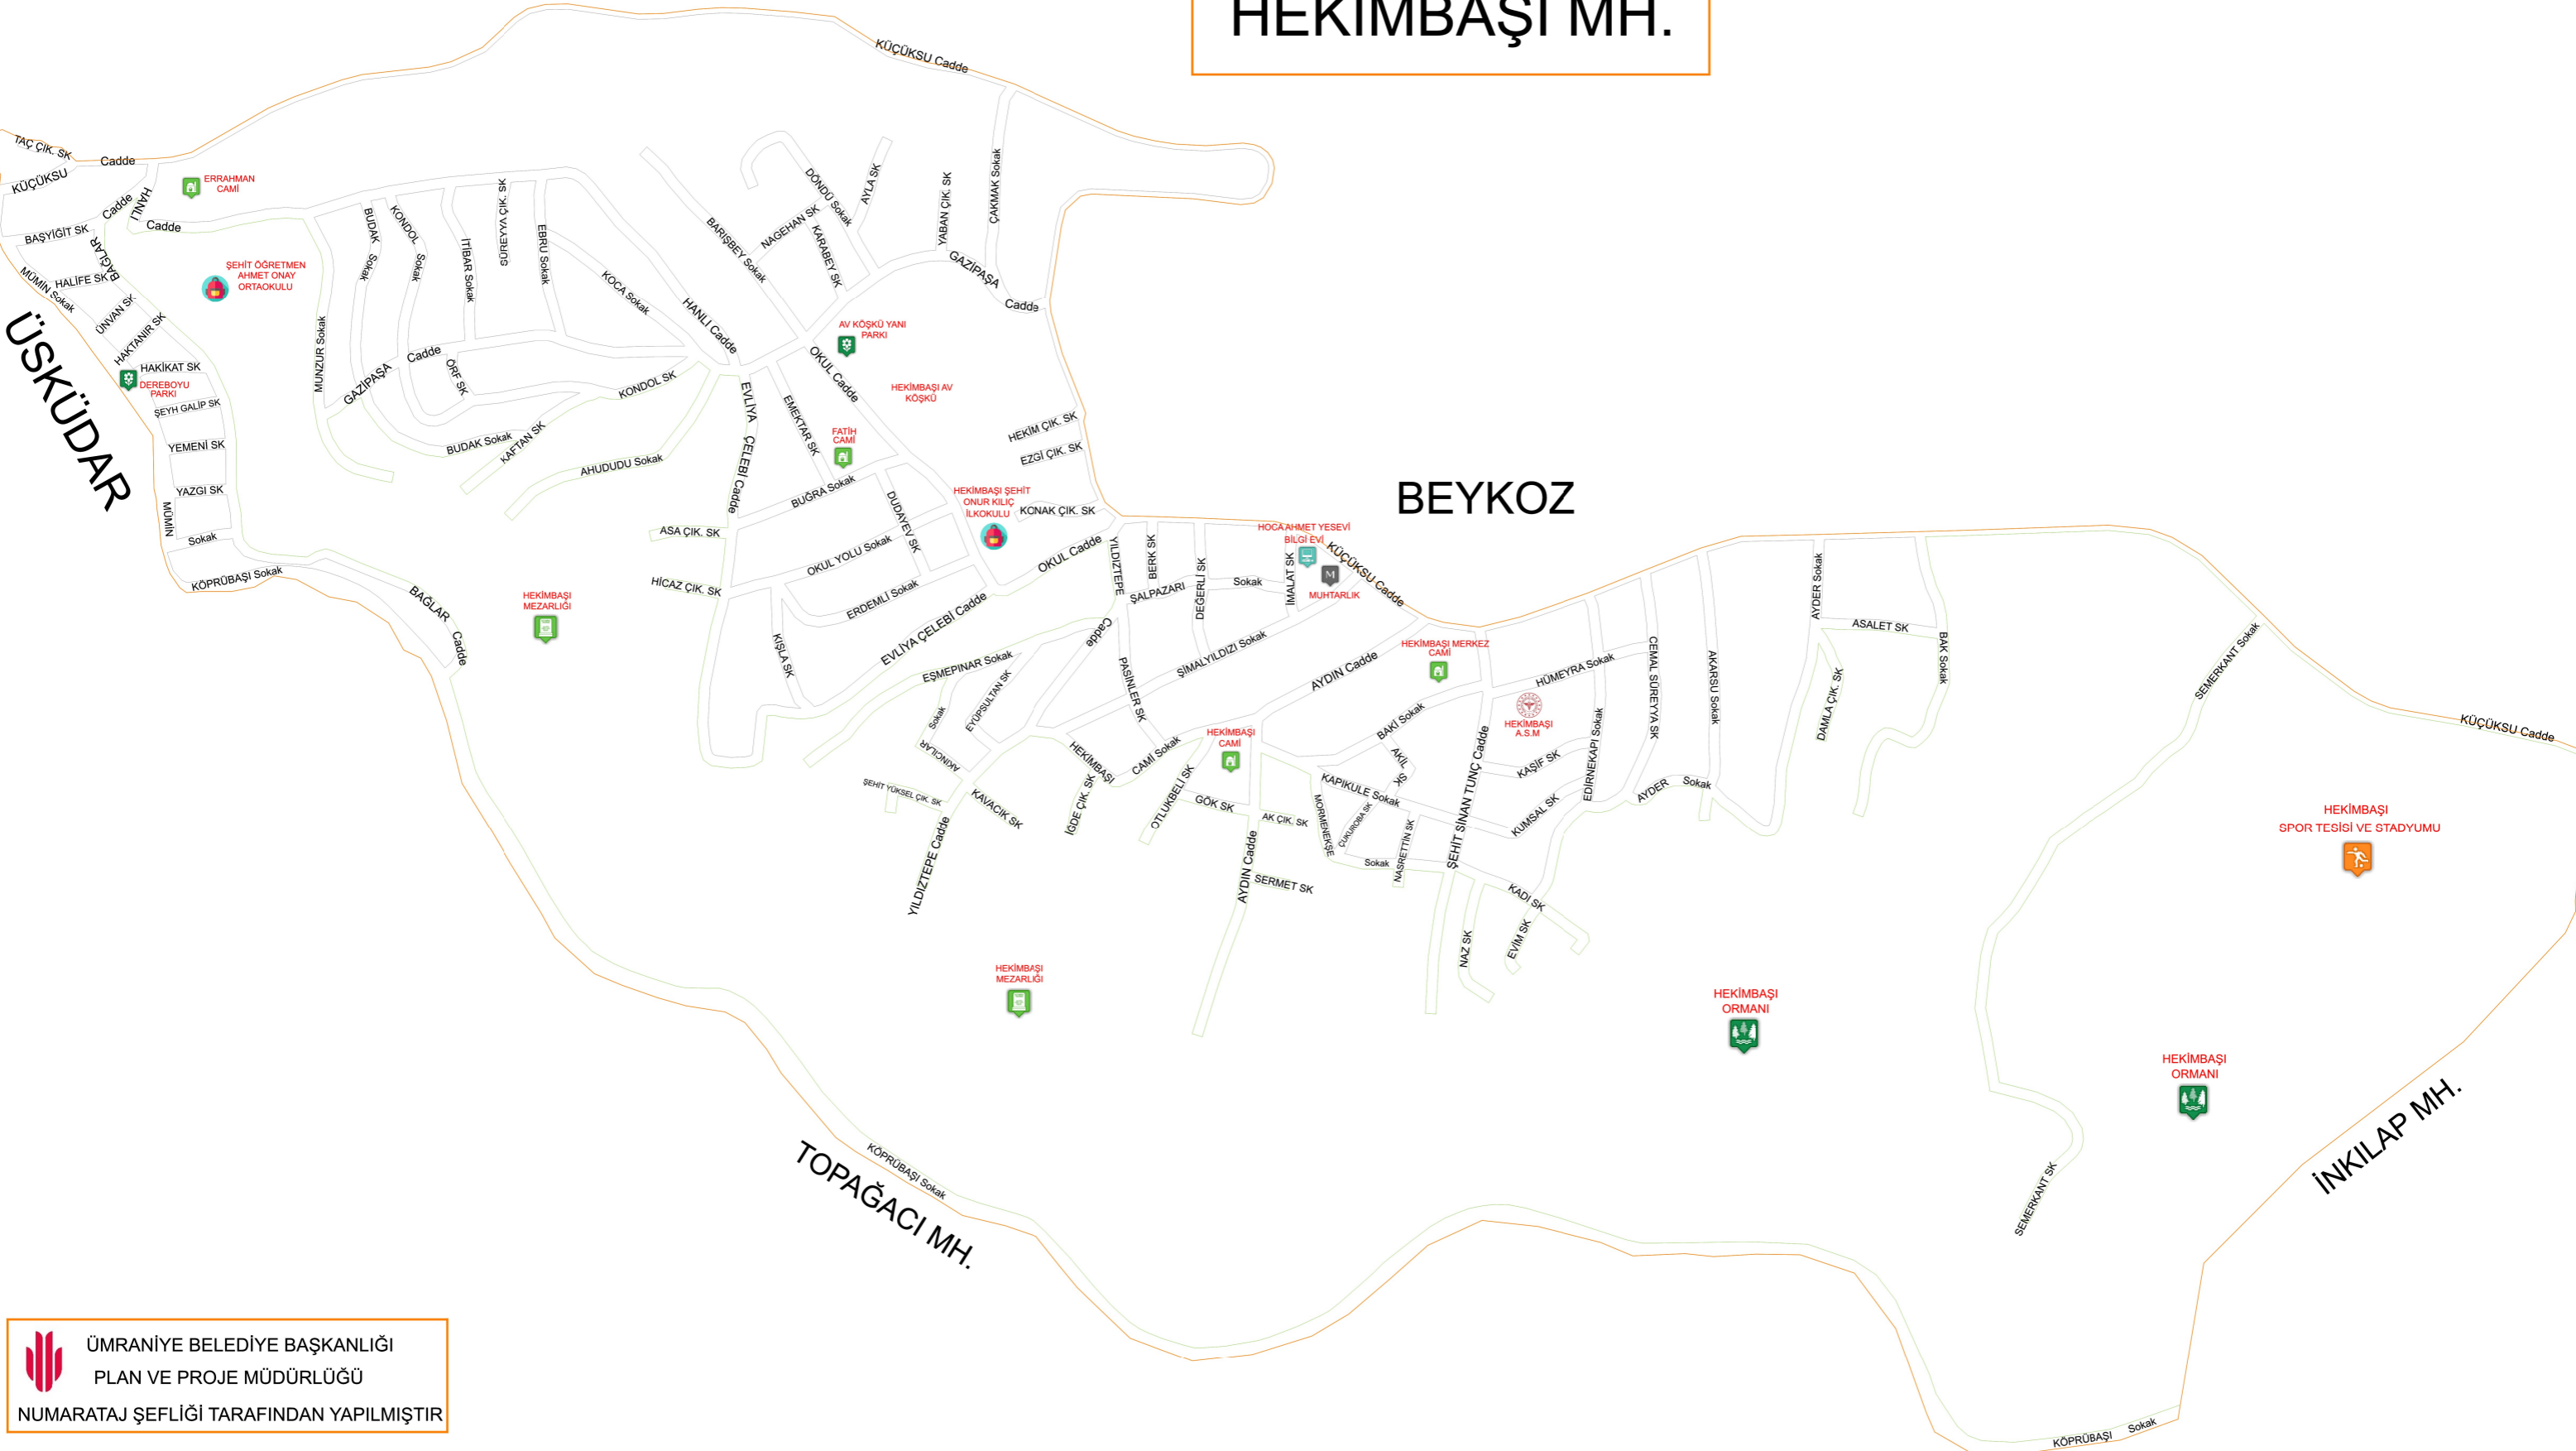 HEKİMBAŞI MH.
KÜÇÜKSU Cadde
TAÇ ÇIK. SK
Cadde
KÜÇÜKSU
HANLI
Cadde
Cadde
ERRAHMAN
CAMİ
BAŞYİĞİT SK
BAĞLAR
HALİFE SK
MÜMİN Sokak
ÜNVAN SK
HAKTANIR SK
HAKİKAT SK
DEREBOYU
PARKI
ŞEYH GALİP SK
YEMENİ SK
YAZGI SK
MÜMİN
Sokak
KÖPRÜBAŞI Sokak
ÜSKÜDAR
ŞEHİT ÖĞRETMEN
AHMET ONAY
ORTAOKULU
MUNZUR Sokak
BUDAK
Sokak
KONDOL
Sokak
İTİBAR Sokak
SÜREYYA ÇIK. SK
EBRU Sokak
KOCA Sokak
HANLI Cadde
GAZİPAŞA
Cadde
ÖRF SK
KONDOL SK
BUDAK Sokak
KAFTAN SK
AHUDUDU Sokak
BARIŞBEY Sokak
NAGEHAN SK
DÖNDÜ Sokak
KARABEY SK
AYLA SK
YABAN ÇIK. SK
ÇAKMAK Sokak
GAZİPAŞA
Cadde
AV KÖŞKÜ YANI
PARKI
OKUL Cadde
HEKİMBAŞI AV
KÖŞKÜ
EVLİYA
ÇELEBİ Cadde
EMEKTAR SK
FATİH
CAMİ
BUĞRA Sokak
DUDAYEV SK
HEKİM ÇIK. SK
EZGİ ÇIK. SK
KONAK ÇIK. SK
HEKİMBAŞI ŞEHİT
ONUR KILIÇ
İLKOKULU
ASA ÇIK. SK
HİCAZ ÇIK. SK
OKUL YOLU Sokak
ERDEMLİ Sokak
KIŞLA SK
OKUL Cadde
EVLİYA ÇELEBİ Cadde
BAĞLAR
Cadde
HEKİMBAŞI
MEZARLIĞI
BEYKOZ
YILDIZTEPE
Cadde
BERK SK
ŞALPAZARI
Sokak
DEĞERLİ SK
İMALAT SK
HOCA AHMET YESEVİ
BİLGİ EVİ
M
MUHTARLIK
KÜÇÜKSU Cadde
ŞİMALYILDIZI Sokak
PASİNLER SK
EŞMEPINAR Sokak
EYÜPSULTAN SK
Sokak
AKINCILAR
ŞEHİT YÜKSEL ÇIK. SK
KAVACIK SK
YILDIZTEPE Cadde
HEKİMBAŞI
İĞDE ÇIK. SK
CAMİ Sokak
OTLUKBELİ SK
HEKİMBAŞI
CAMİ
GÖK SK
AK ÇIK. SK
AYDIN Cadde
AYDIN Cadde
SERMET SK
HEKİMBAŞI MERKEZ
CAMİ
BAKİ Sokak
AKİL
SK
KAPIKULE Sokak
MORMENEKŞE
Sokak
ÇUKUROBA SK
NASRETTİN SK
ŞEHİT SİNAN TUNÇ Cadde
HÜMEYRA Sokak
HEKİMBAŞI
A.S.M
KAŞİF SK
KUMSAL SK
EDİRNEKAPI Sokak
CEMAL SÜREYYA SK
AKARSU Sokak
AYDER
Sokak
KADI SK
EVİM SK
NAZ SK
AYDER Sokak
ASALET SK
DAMLA ÇIK. SK
BAK Sokak
SEMERKANT Sokak
KÜÇÜKSU Cadde
HEKİMBAŞI
SPOR TESİSİ VE STADYUMU
HEKİMBAŞI
MEZARLIĞI
HEKİMBAŞI
ORMANI
HEKİMBAŞI
ORMANI
SEMERKANT SK
İNKILAP MH.
KÖPRÜBAŞI Sokak
TOPAĞACI MH.
KÖPRÜBAŞI
Sokak
ÜMRANİYE BELEDİYE BAŞKANLIĞI
PLAN VE PROJE MÜDÜRLÜĞÜ
NUMARATAJ ŞEFLİĞİ TARAFINDAN YAPILMIŞTIR